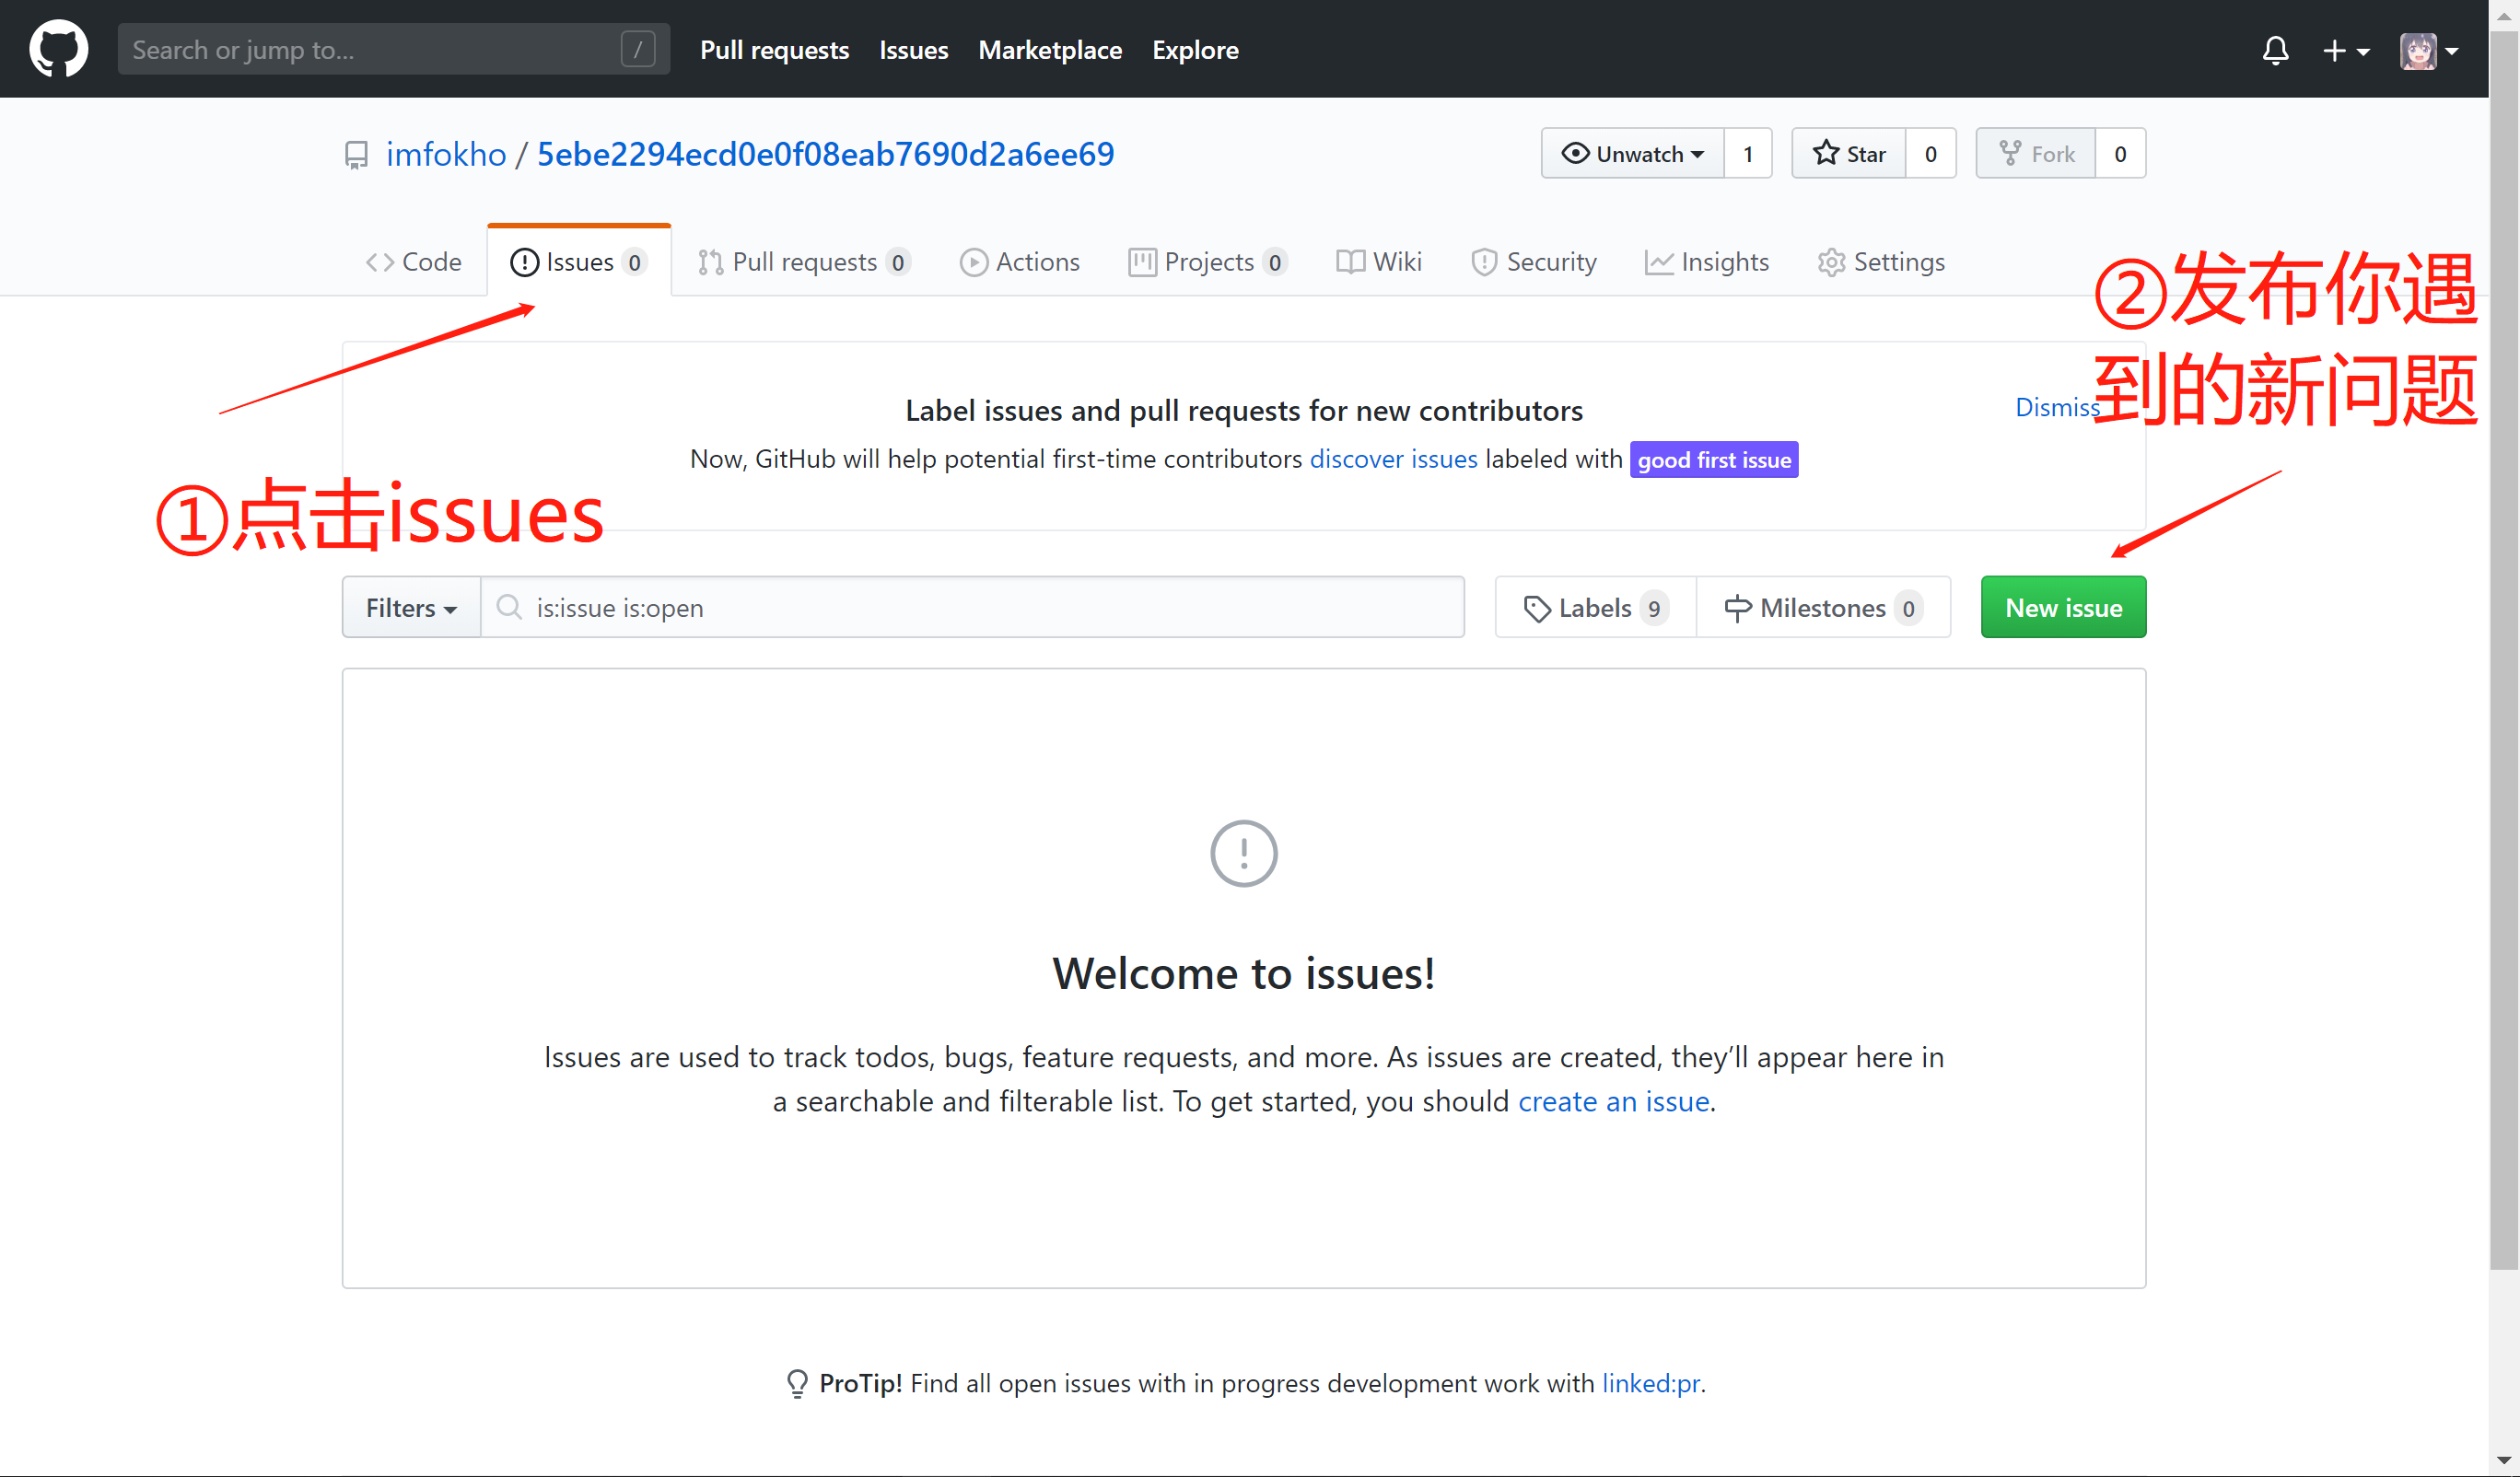 Search or jump to... /
Pull requests Issues Marketplace Explore
imfokho / 5ebe2294ecd0e0f08eab7690d2a6ee69
Unwatch 1 Star 0 Fork 0
Code Issues 0 Pull requests 0 Actions Projects 0 Wiki Security Insights Settings
②发布你遇
到的新问题
Label issues and pull requests for new contributors
Dismiss
Now, GitHub will help potential first-time contributors discover issues labeled with good first issue
①点击issues
Filters is:issue is:open Labels 9 Milestones 0 New issue
Welcome to issues!
Issues are used to track todos, bugs, feature requests, and more. As issues are created, they’ll appear here in
a searchable and filterable list. To get started, you should create an issue.
ProTip! Find all open issues with in progress development work with linked:pr.